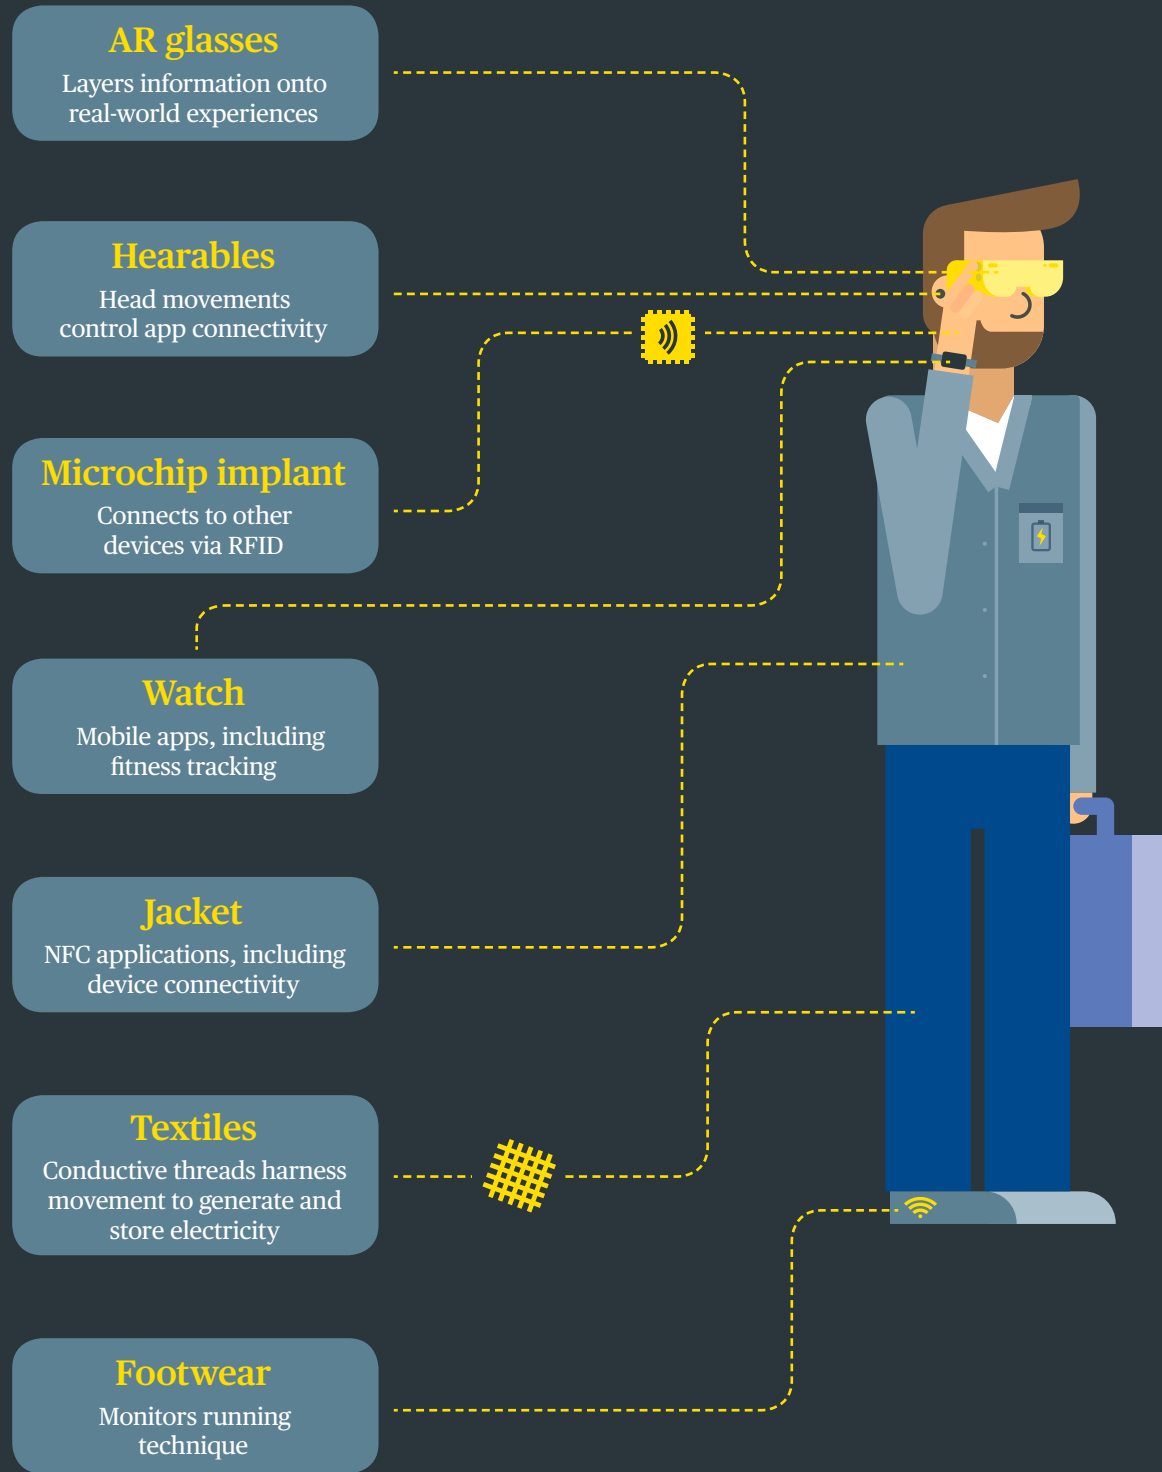 AR glasses
Layers information onto
real-world experiences
Hearables
Head movements
control app connectivity
Microchip implant
Connects to other
devices via RFID
Watch
Mobile apps, including
fitness tracking
Jacket
NFC applications, including
device connectivity
Textiles
Conductive threads harness
movement to generate and
store electricity
Footwear
Monitors running
technique